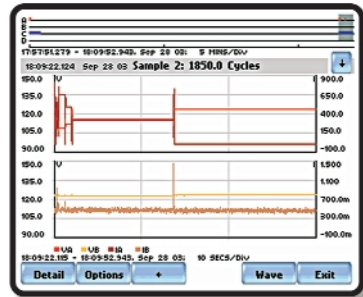 A
B
C
D
17:57:51.279 - 18:09:52.943, Sep 28 03; 5 MINS/Div
18:09:22.124 Sep 28 03 Sample 2: 1850.0 Cycles
150.0 V 900.0
135.0 650.0
120.0 400.0
105.0 150.0
90.00 -100.0
150.0 V 1.500
135.0 1.100
120.0 700.0m
105.0 300.0m
90.00 -100.0m
VA VB IA IB
18:09:22.115 - 18:09:52.943, Sep 28 03; 10 SECS/Div
Detail Options + Wave Exit